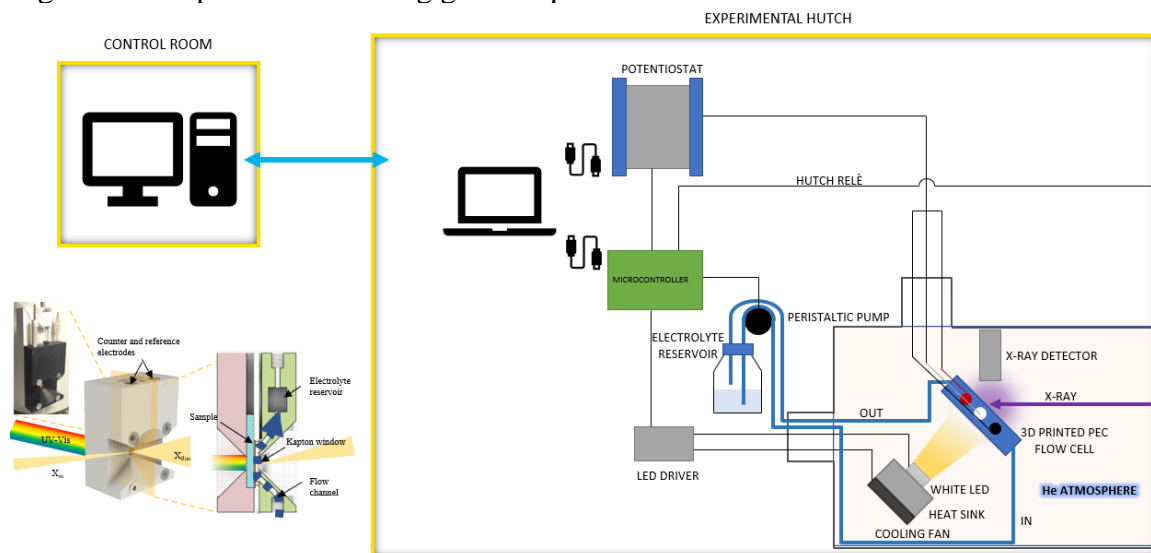 EXPERIMENTAL HUTCH
CONTROL ROOM
POTENTIOSTAT
HUTCH RELÈ
MICROCONTROLLER
PERISTALTIC PUMP
ELECTROLYTE
RESERVOIR
X-RAY DETECTOR
X-RAY
OUT
3D PRINTED PEC
FLOW CELL
LED DRIVER
WHITE LED
He ATMOSPHERE
HEAT SINK
IN
COOLING FAN
Counter and reference
electrodes
Electrolyte
reservoir
Sample
Kapton window
UV-Vis
X_fluo
X_in
Flow
channel